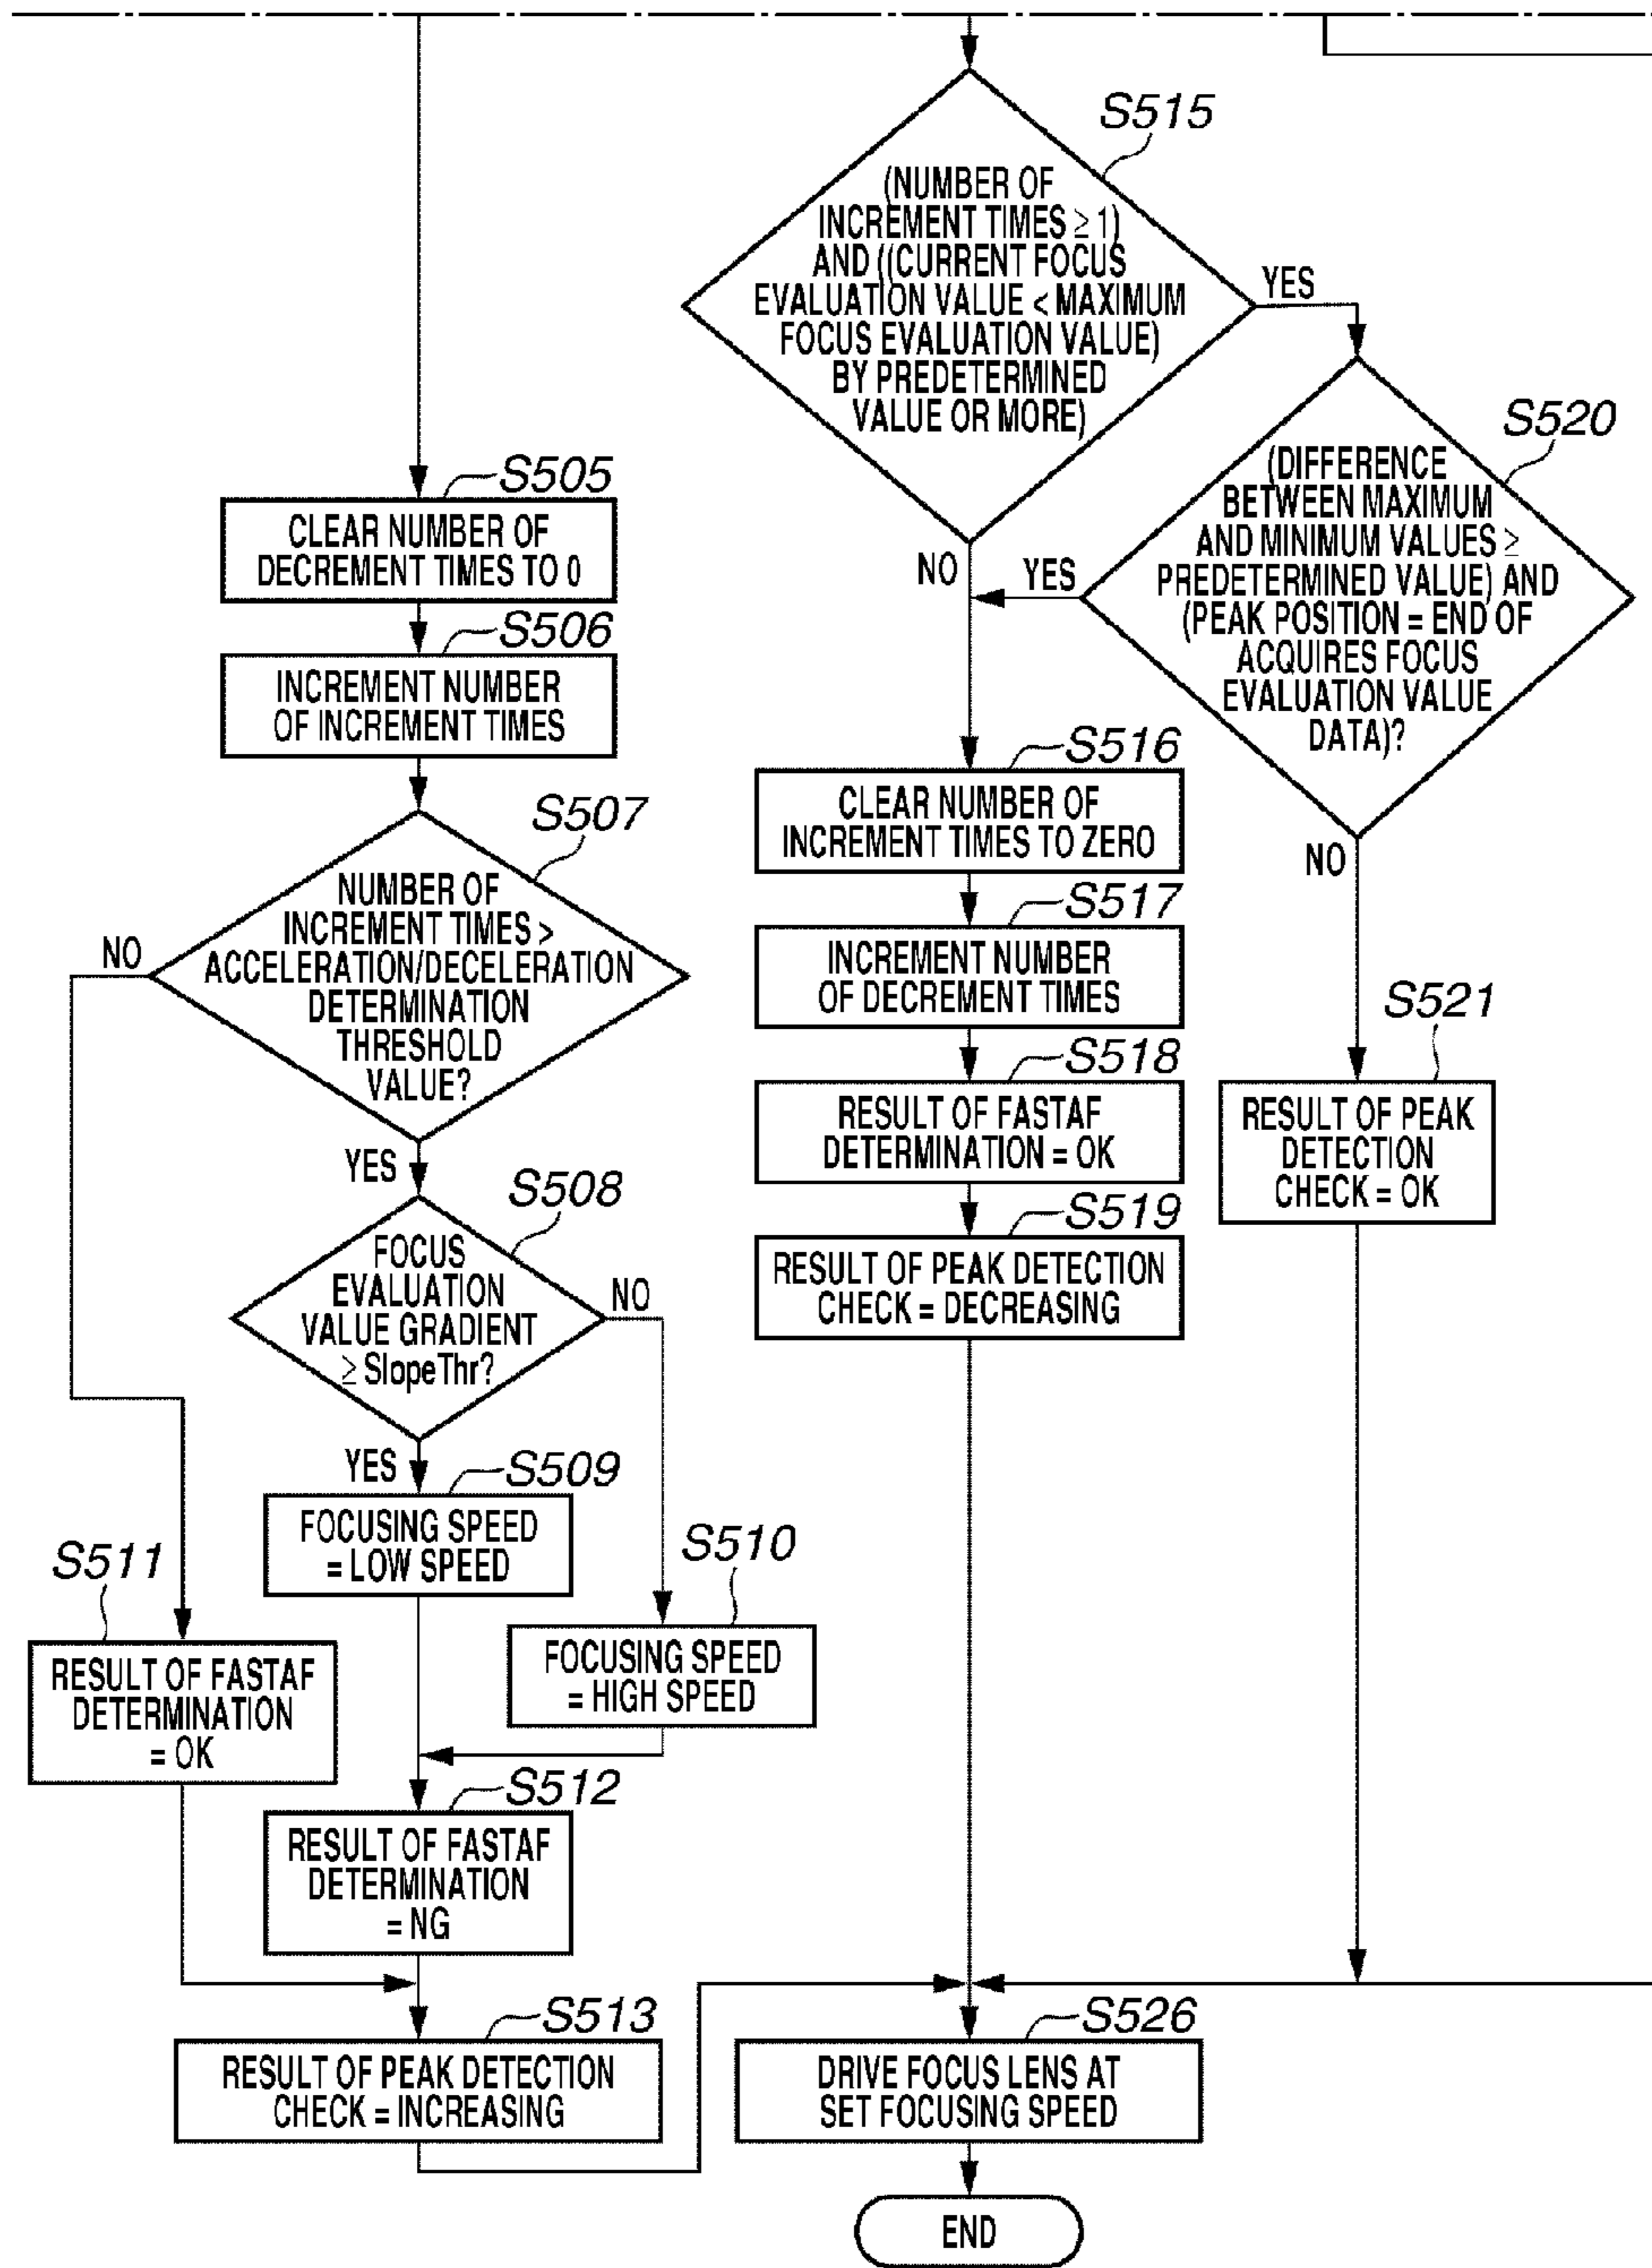 S515
(NUMBER OF
INCREMENT TIMES ≥ 1)
AND ((CURRENT FOCUS
EVALUATION VALUE < MAXIMUM
FOCUS EVALUATION VALUE)
BY PREDETERMINED
VALUE OR MORE)
YES
NO
S520
(DIFFERENCE
BETWEEN MAXIMUM
AND MINIMUM VALUES ≥
PREDETERMINED VALUE) AND
(PEAK POSITION = END OF
ACQUIRES FOCUS
EVALUATION VALUE
DATA)?
YES
NO
S505
CLEAR NUMBER OF
DECREMENT TIMES TO 0
S506
INCREMENT NUMBER
OF INCREMENT TIMES
S507
NUMBER OF
INCREMENT TIMES >
ACCELERATION/DECELERATION
DETERMINATION
THRESHOLD
VALUE?
NO
YES
S508
FOCUS
EVALUATION
VALUE GRADIENT
≥ SlopeThr?
NO
YES
S509
FOCUSING SPEED
= LOW SPEED
S510
FOCUSING SPEED
= HIGH SPEED
S511
RESULT OF FASTAF
DETERMINATION
= OK
S512
RESULT OF FASTAF
DETERMINATION
= NG
S513
RESULT OF PEAK DETECTION
CHECK = INCREASING
S516
CLEAR NUMBER OF
INCREMENT TIMES TO ZERO
S517
INCREMENT NUMBER
OF DECREMENT TIMES
S518
RESULT OF FASTAF
DETERMINATION = OK
S519
RESULT OF PEAK DETECTION
CHECK = DECREASING
S521
RESULT OF PEAK
DETECTION
CHECK = OK
S526
DRIVE FOCUS LENS AT
SET FOCUSING SPEED
END